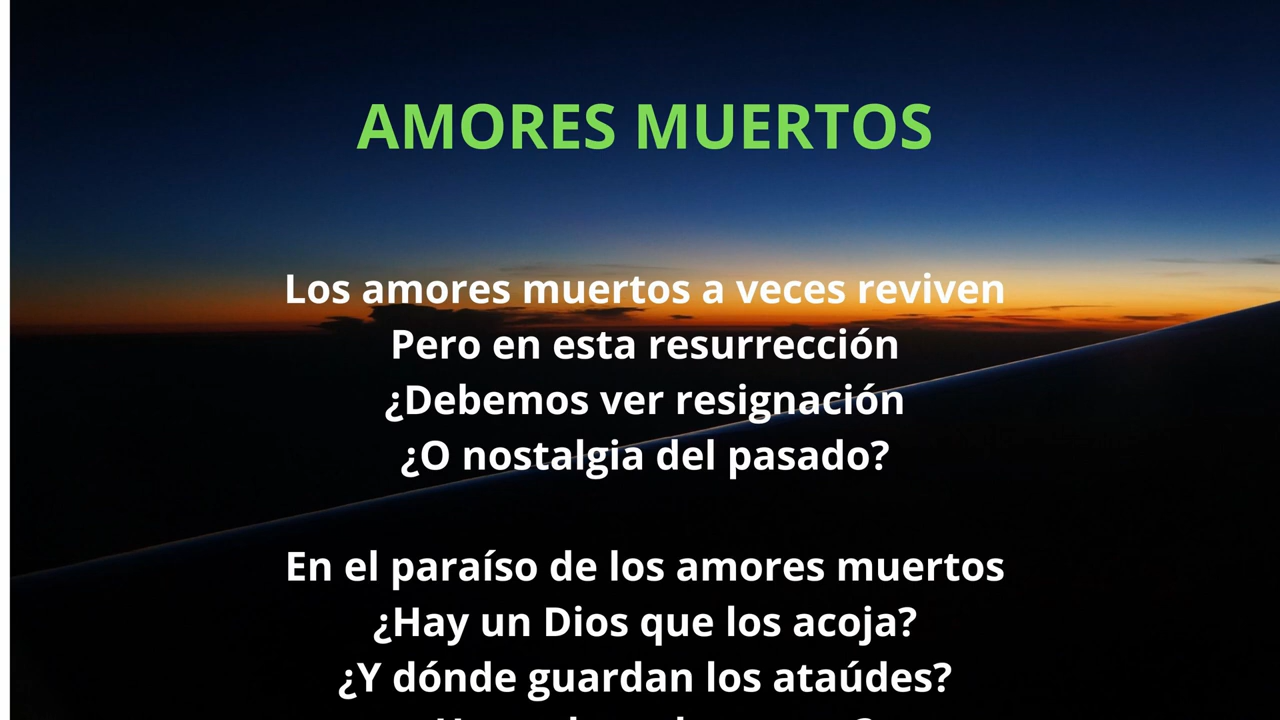 AMORES MUERTOS
Los amores muertos a veces reviven
Pero en esta resurrección
¿Debemos ver resignación
¿O nostalgia del pasado?
En el paraíso de los amores muertos
¿Hay un Dios que los acoja?
¿Y dónde guardan los ataúdes?